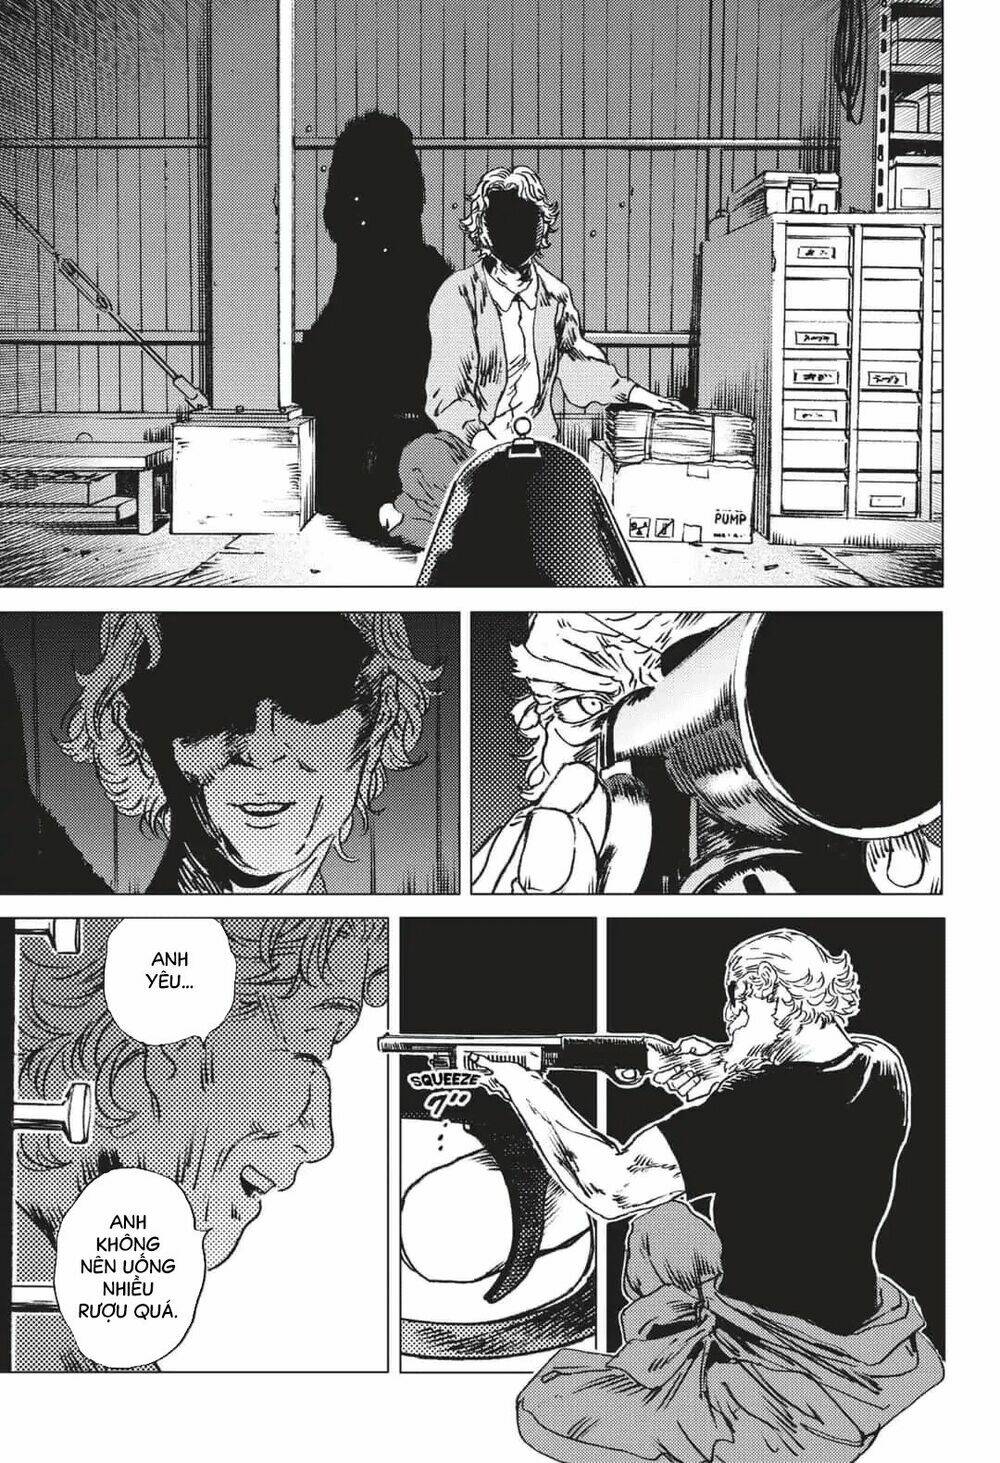 PUMP
ANH
YÊU...
SQUEEZE
ANH
KHÔNG
NÊN UỐNG
NHIỀU
RƯỢU QUÁ.